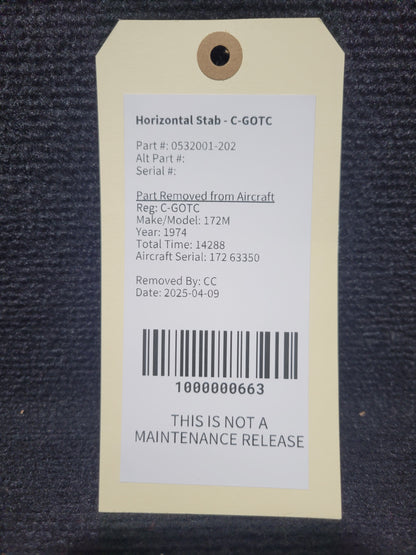 Horizontal Stab - C-GOTC
Part #: 0532001-202
Alt Part #:
Serial #:
Part Removed from Aircraft
Reg: C-GOTC
Make/Model: 172M
Year: 1974
Total Time: 14288
Aircraft Serial: 172 63350
Removed By: CC
Date: 2025-04-09
1000000663
THIS IS NOT A
MAINTENANCE RELEASE